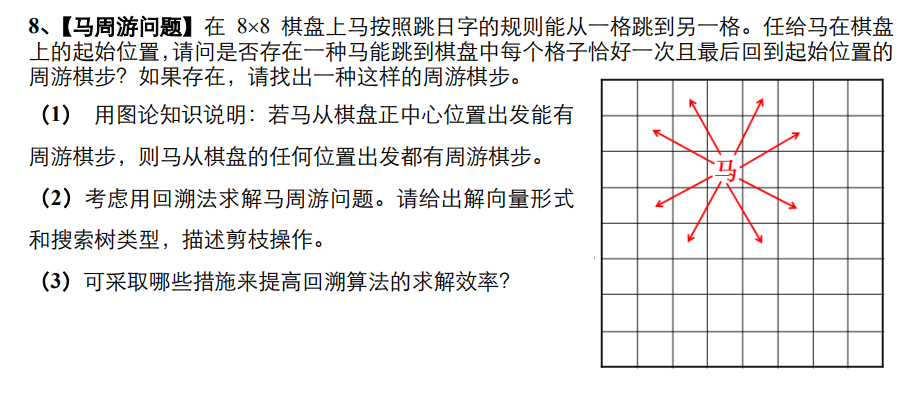 8、【马周游问题】在 8×8 棋盘上马按照跳日字的规则能从一格跳到另一格。任给马在棋盘
上的起始位置，请问是否存在一种马能跳到棋盘中每个格子恰好一次且最后回到起始位置的
周游棋步？如果存在，请找出一种这样的周游棋步。
（1） 用图论知识说明：若马从棋盘正中心位置出发能有
周游棋步，则马从棋盘的任何位置出发都有周游棋步。
（2）考虑用回溯法求解马周游问题。请给出解向量形式
和搜索树类型，描述剪枝操作。
（3）可采取哪些措施来提高回溯算法的求解效率？
马